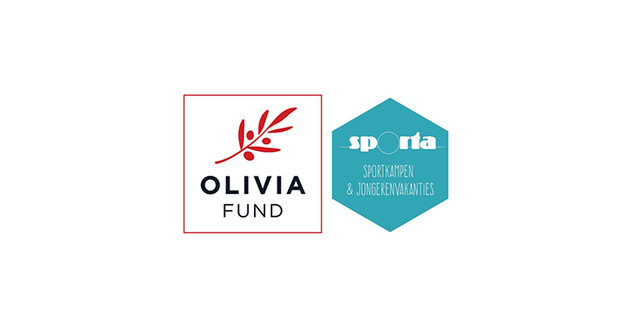 OLIVIA
FUND
sporta
SPORTKAMPEN
& JONGERENVAKANTIES